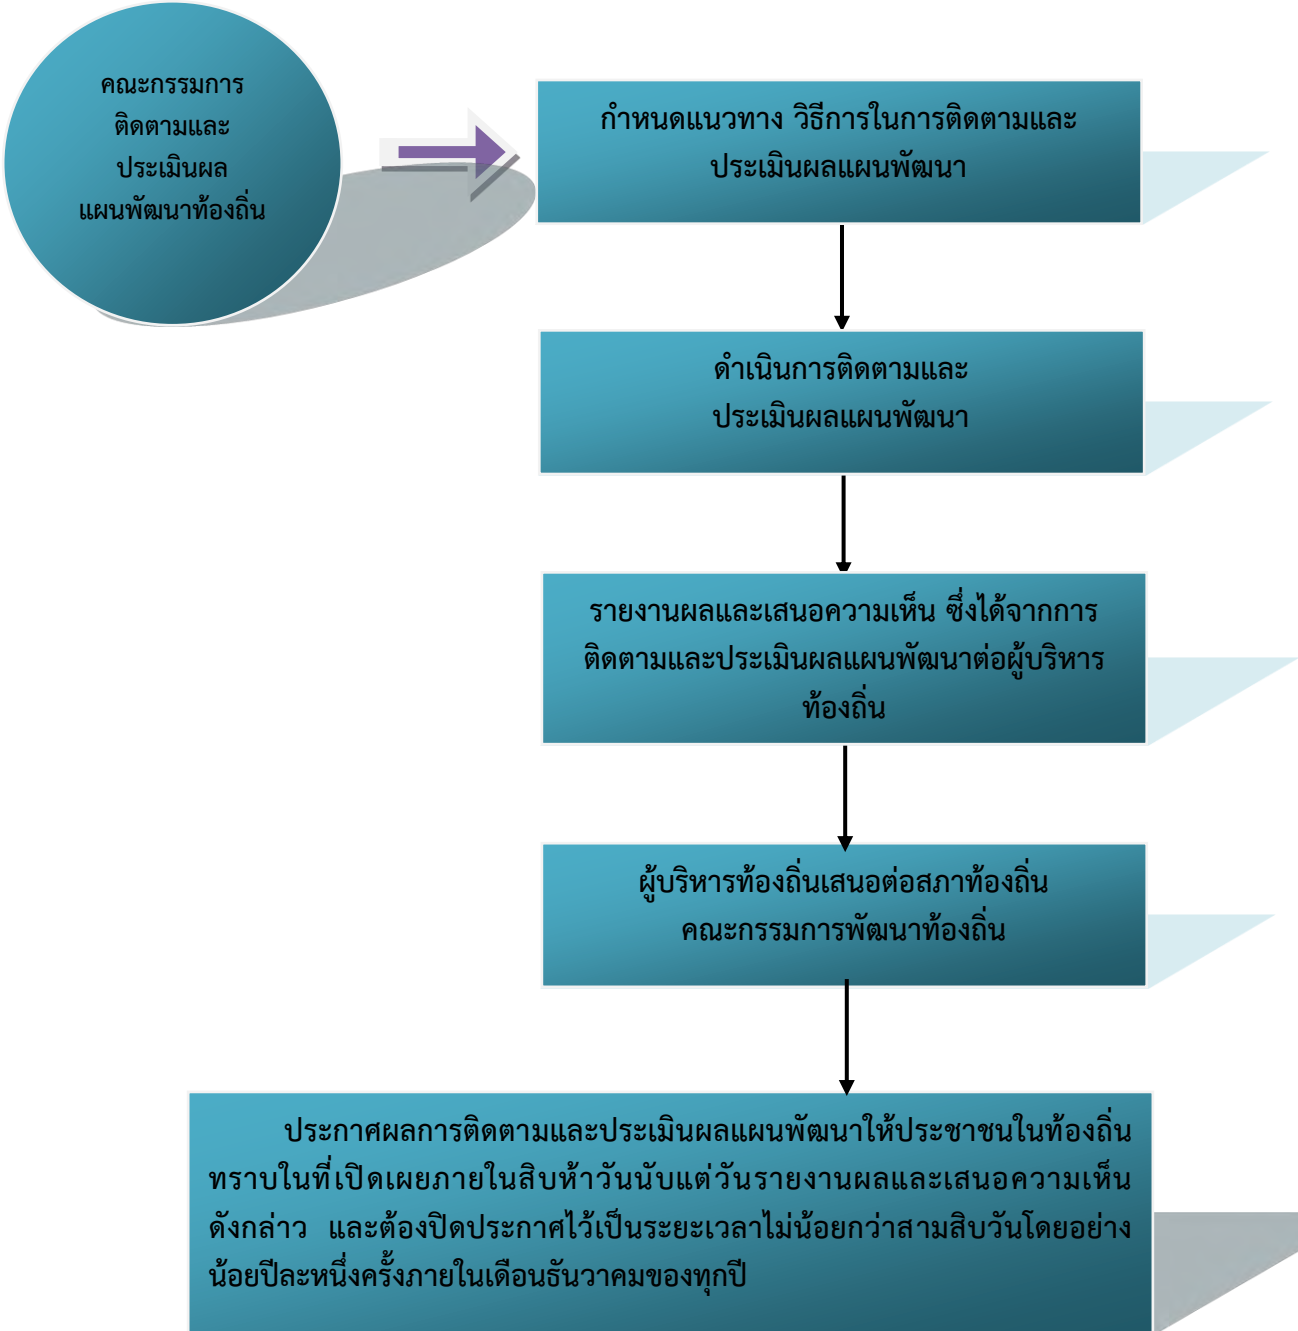 คณะกรรมการ
ติดตามและ
ประเมินผล
แผนพัฒนาท้องถิ่น
กำหนดแนวทาง วิธีการในการติดตามและ
ประเมินผลแผนพัฒนา
ดำเนินการติดตามและ
ประเมินผลแผนพัฒนา
รายงานผลและเสนอความเห็น ซึ่งได้จากการ
ติดตามและประเมินผลแผนพัฒนาต่อผู้บริหาร
ท้องถิ่น
ผู้บริหารท้องถิ่นเสนอต่อสภาท้องถิ่น
คณะกรรมการพัฒนาท้องถิ่น
ประกาศผลการติดตามและประเมินผลแผนพัฒนาให้ประชาชนในท้องถิ่น
ทราบในที่เปิดเผยภายในสิบห้าวันนับแต่วันรายงานผลและเสนอความเห็น
ดังกล่าว และต้องปิดประกาศไว้เป็นระยะเวลาไม่น้อยกว่าสามสิบวันโดยอย่าง
น้อยปีละหนึ่งครั้งภายในเดือนธันวาคมของทุกปี